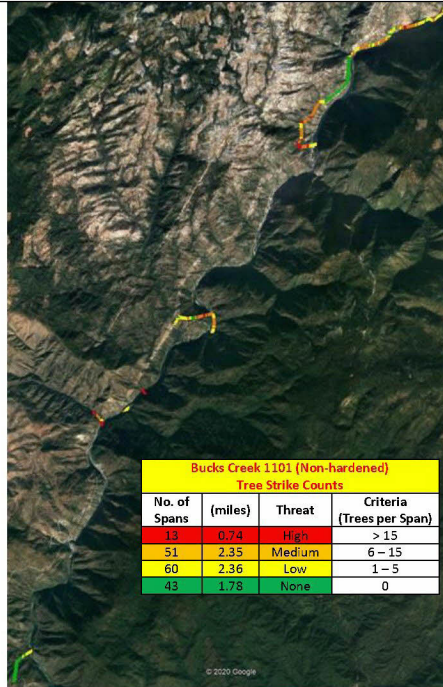 Bucks Creek 1101 (Non-hardened)
Tree Strike Counts
No. of Spans (miles) Threat Criteria (Trees per Span)
13 0.74 High > 15
51 2.35 Medium 6 – 15
60 2.36 Low 1 – 5
43 1.78 None 0
© 2020 Google